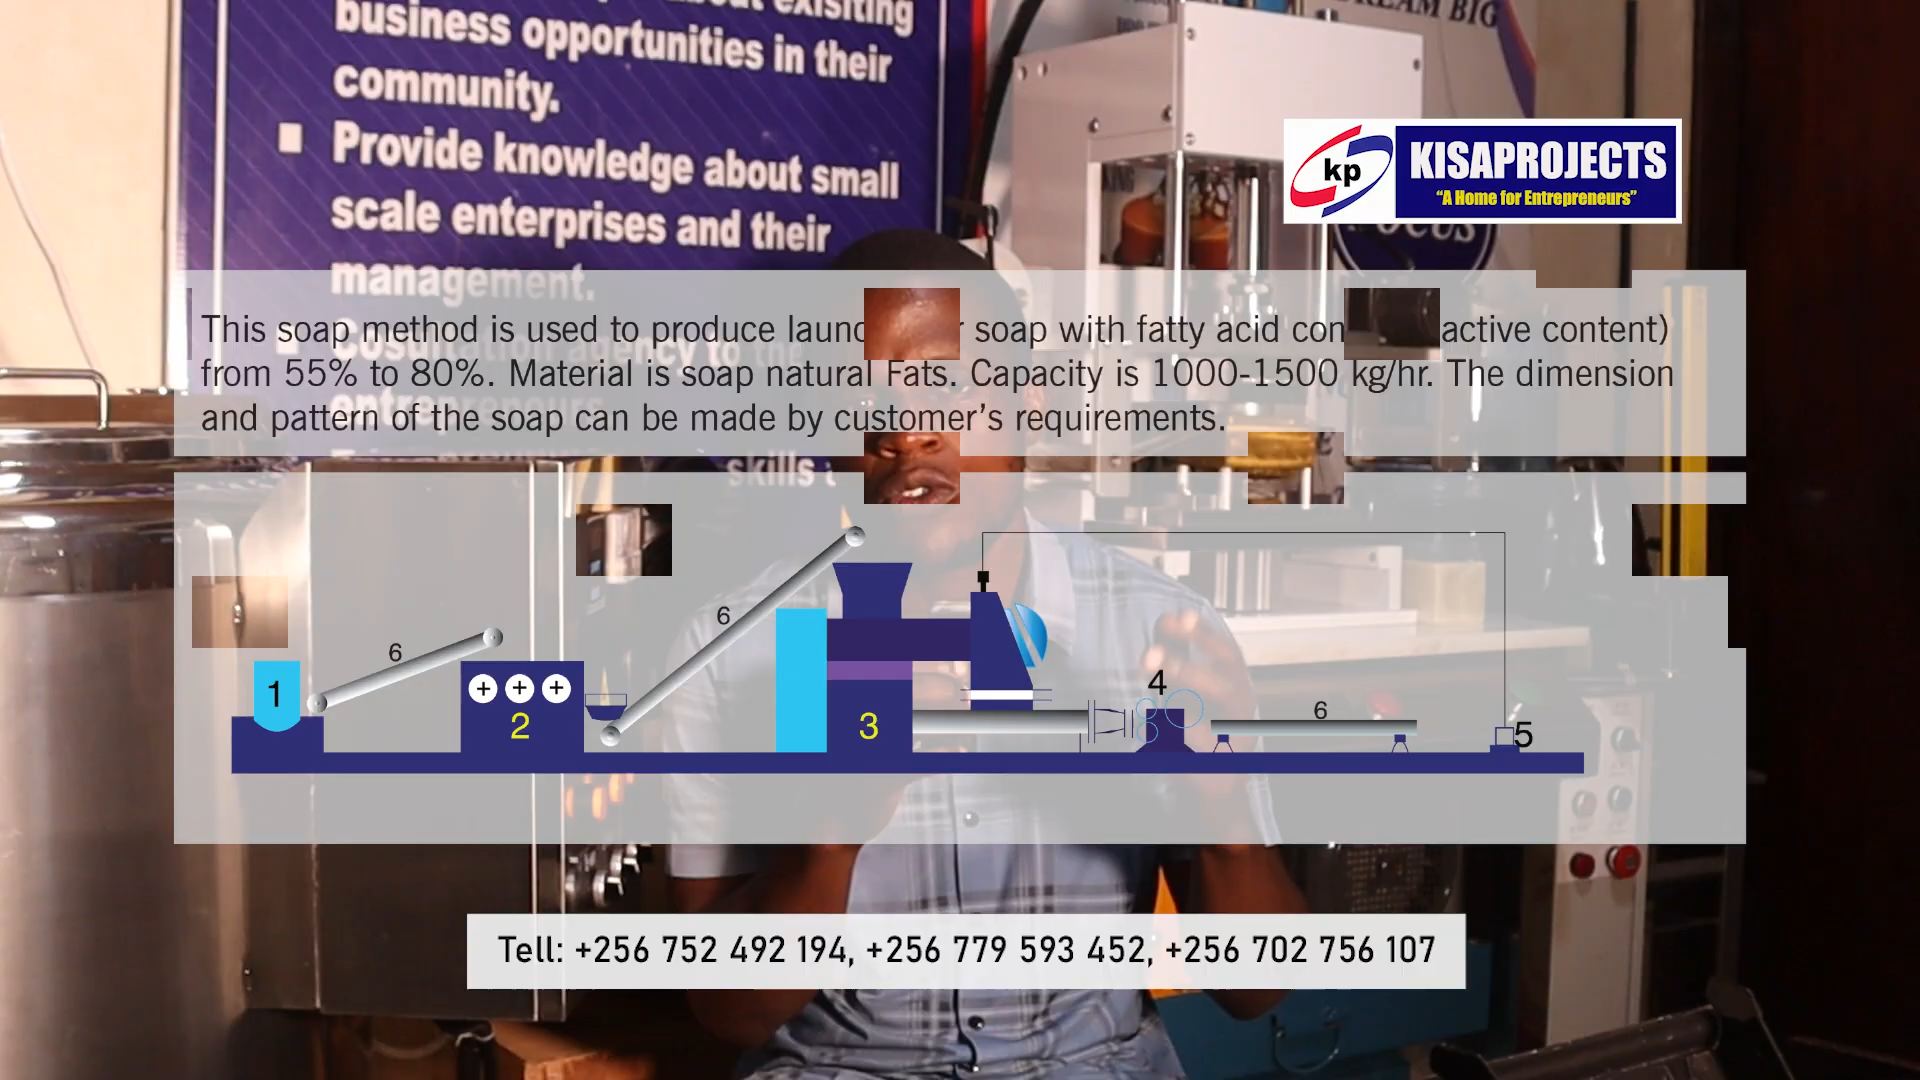 exisiting
business opportunities in their
community.
Provide knowledge about small
scale enterprises and their
management.
skills
DREAM BIG
FOCUS
kp KISAPROJECTS
"A Home for Entrepreneurs"
This soap method is used to produce soap with fatty acid active content)
from 55% to 80%. Material is soap natural Fats. Capacity is 1000-1500 kg/hr. The dimension
and pattern of the soap can be made by customer's requirements.
1
6
2
6
3
4
6
5
Tell: +256 752 492 194, +256 779 593 452, +256 702 756 107